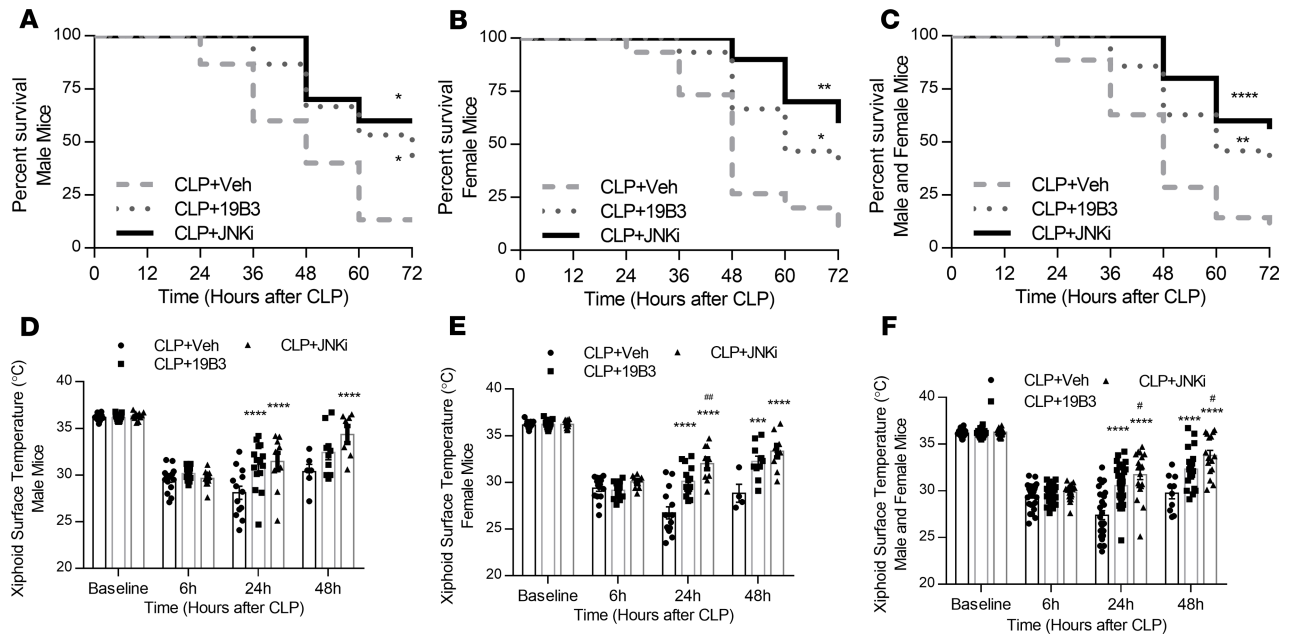 A
Percent survival
Male Mice
100
75
50
25
0
CLP+Veh
CLP+19B3
CLP+JNKi
*
*
0 12 24 36 48 60 72
Time (Hours after CLP)
B
Percent survival
Female Mice
100
75
50
25
0
CLP+Veh
CLP+19B3
CLP+JNKi
**
*
0 12 24 36 48 60 72
Time (Hours after CLP)
C
Percent survival
Male and Female Mice
100
75
50
25
0
CLP+Veh
CLP+19B3
CLP+JNKi
****
**
0 12 24 36 48 60 72
Time (Hours after CLP)
D
CLP+Veh CLP+JNKi
CLP+19B3
Xiphoid Surface Temperature (°C)
Male Mice
40
35
30
25
20
**** **** ****
Baseline 6h 24h 48h
Time (Hours after CLP)
E
CLP+Veh CLP+JNKi
CLP+19B3
Xiphoid Surface Temperature (°C)
Female Mice
40
35
30
25
20
##
**** **** *** ****
Baseline 6h 24h 48h
Time (Hours after CLP)
F
CLP+Veh CLP+JNKi
CLP+19B3
Xiphoid Surface Temperature (°C)
Male and Female Mice
40
35
30
25
20
# #
**** **** **** ****
Baseline 6h 24h 48h
Time (Hours after CLP)